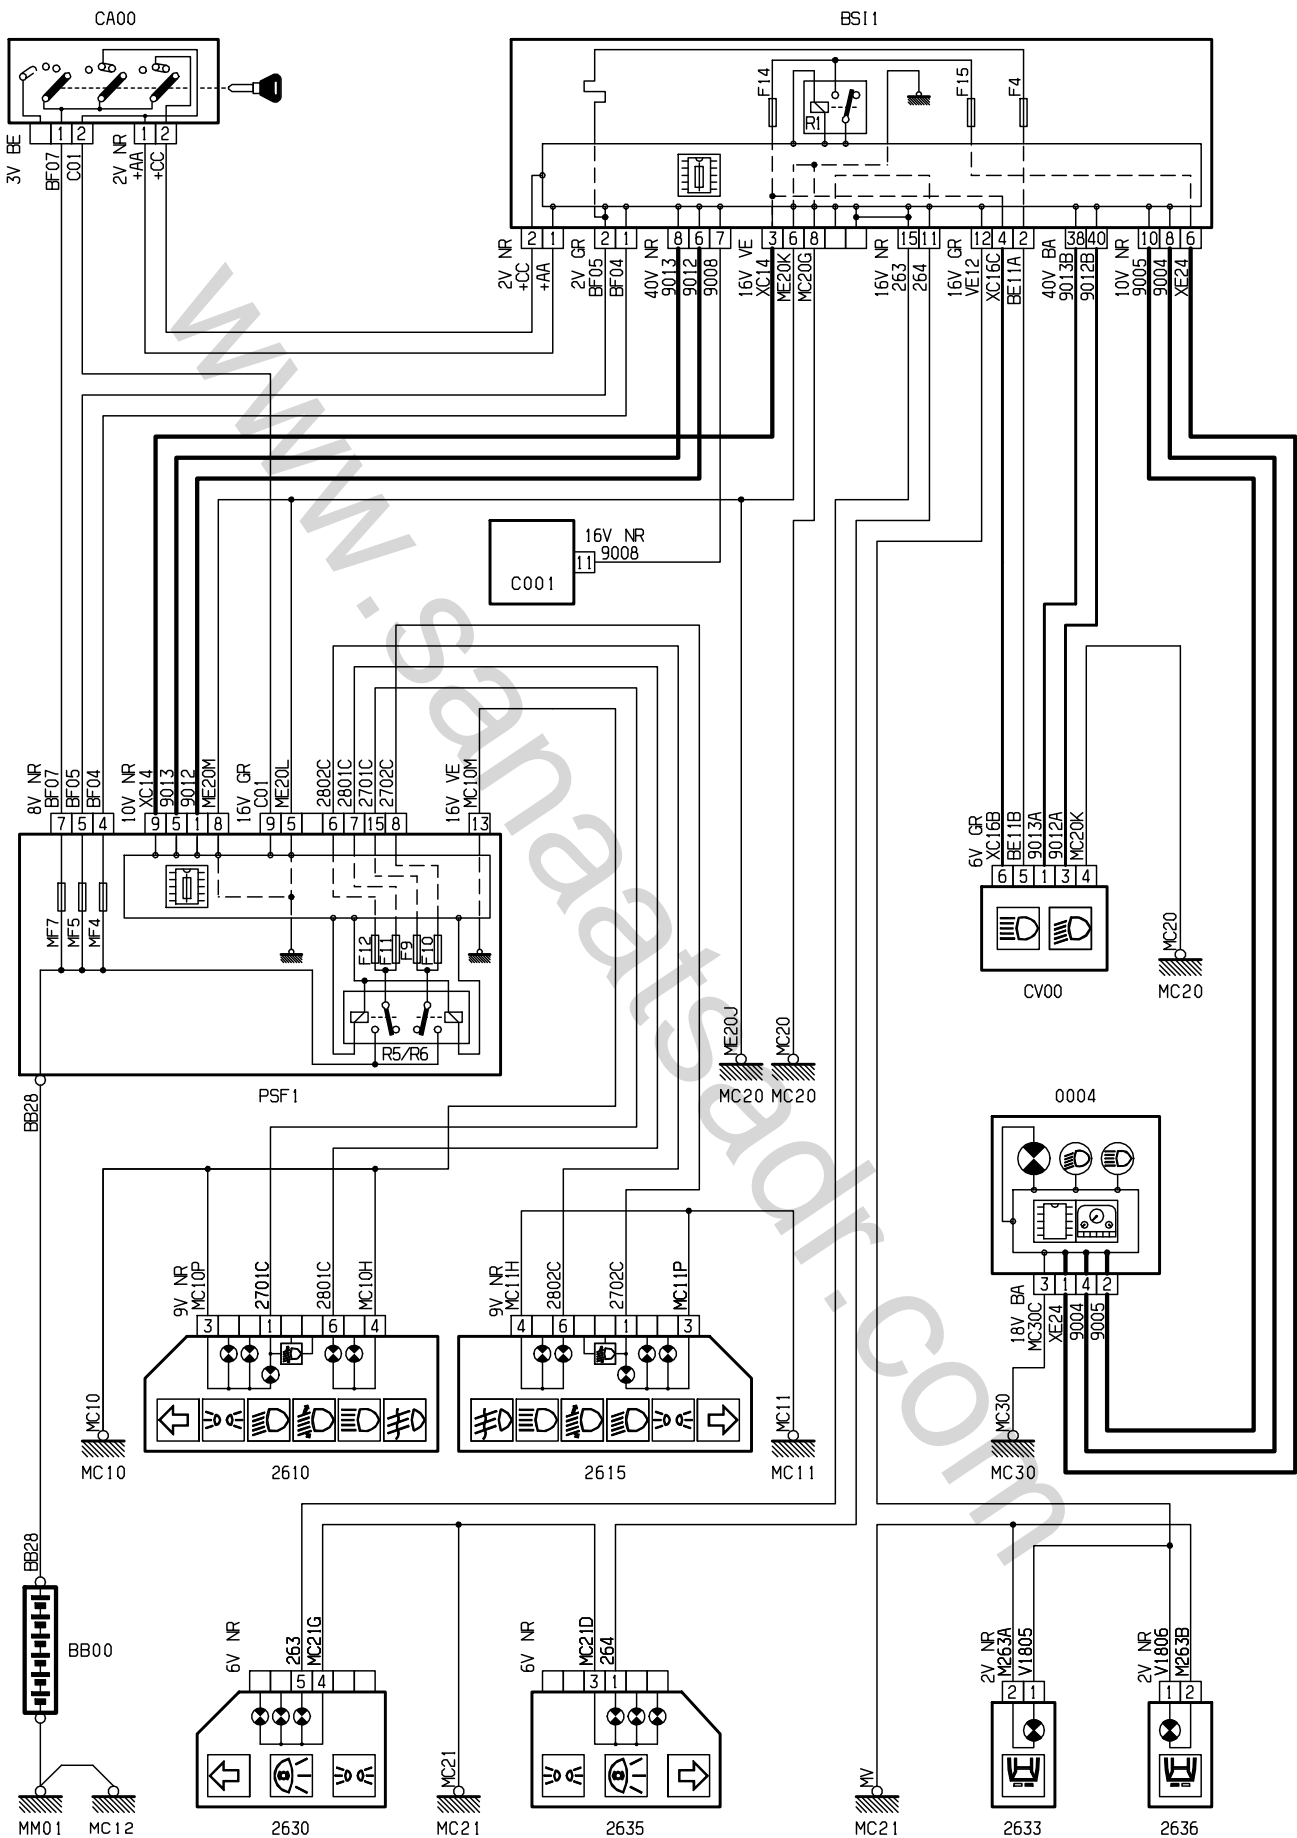 CA00
BSI1
F14
F15
F4
R1
1 2 1 2
3V BE
BF07
C01
2V NR
+AA
+CC
2 1 2 1 8 6 7 3 6 8 15 11 12 4 2 38 40 10 8 6
2V NR
+CC
+AA
2V GR
BF05
BF04
40V NR
9013
9012
9008
16V VE
XC14
ME20K
MC20G
16V NR
263
264
16V GR
VE12
XC16C
BE11A
40V BA
9013B
9012B
10V NR
9005
9004
XE24
16V NR
9008
11
C001
8V NR
BF07
BF05
BF04
10V NR
XC14
9013
9012
ME20M
16V GR
C01
ME20L
2802C
2801C
2701C
2702C
16V VE
MC10M
7 5 4 9 5 1 8 9 5 6 7 15 8 13
MF7
MF5
MF4
F12
F11
F9
F10
R5/R6
PSF1
BB28
6V GR
XC16B
BE11B
9013A
9012A
MC20K
6 5 1 3 4
CV00
MC20
MC20
ME20J
MC20
MC20 MC20
0004
3 1 4 2
18V BA
MC30C
XE24
9004
9005
MC30
MC30
9V NR
MC10P
2701C
2801C
MC10H
3 1 6 4
MC10
MC10
2610
9V NR
MC11H
2802C
2702C
MC11P
4 6 1 3
MC11
MC11
2615
BB28
BB00
MM01 MC12
6V NR
263
MC21G
5 4
2630
MC21
MC21
6V NR
MC21D
264
3 1
2635
MV
MC21
2V NR
M263A
V1805
2 1
2633
2V NR
V1806
M263B
1 2
2636
www.sanaatsadr.com